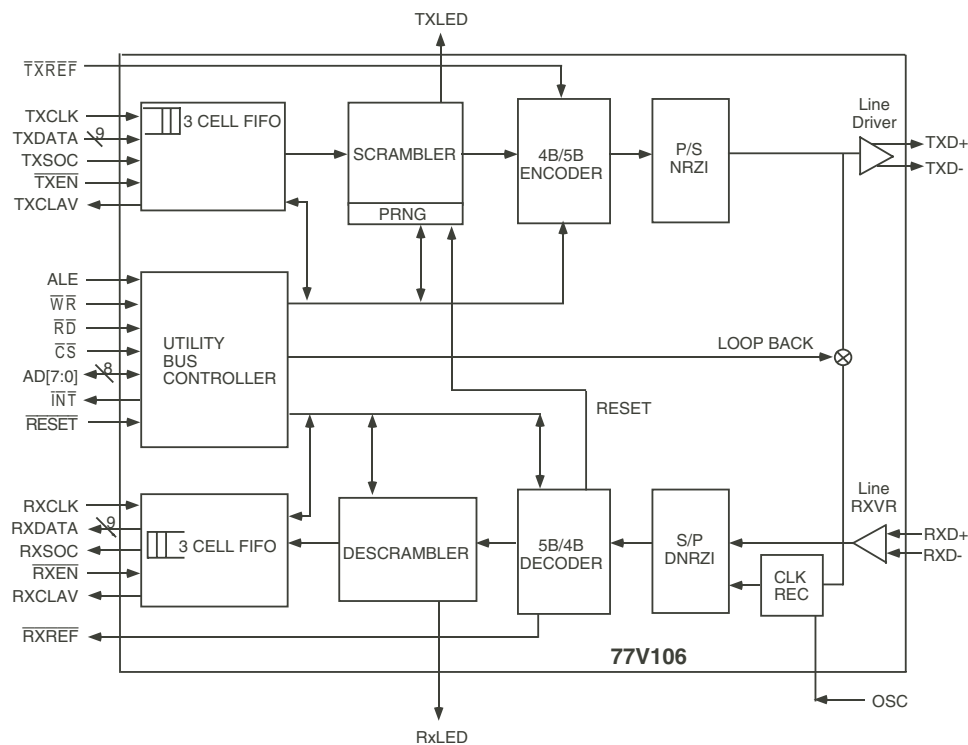 TXLED
TXREF
TXCLK
TXDATA 9
TXSOC
TXEN
TXCLAV
3 CELL FIFO
SCRAMBLER
PRNG
4B/5B
ENCODER
P/S
NRZI
Line
Driver
TXD+
TXD-
ALE
WR
RD
CS
AD[7:0] 8
INT
RESET
UTILITY
BUS
CONTROLLER
LOOP BACK
RESET
RXCLK
RXDATA 9
RXSOC
RXEN
RXCLAV
RXREF
3 CELL FIFO
DESCRAMBLER
5B/4B
DECODER
S/P
DNRZI
CLK
REC
Line
RXVR
RXD+
RXD-
77V106
OSC
RxLED